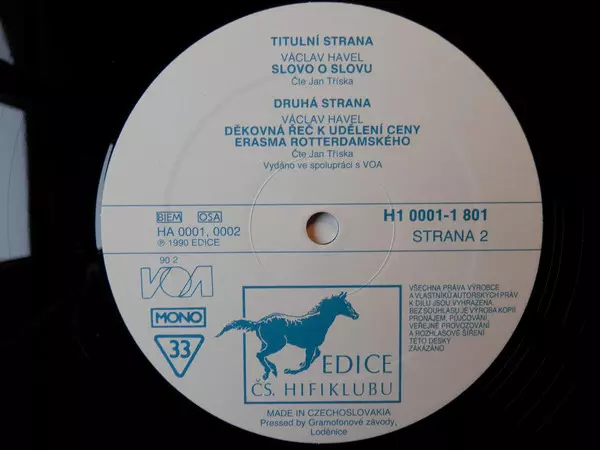 TITULNÍ STRANA
VÁCLAV HAVEL
SLOVO O SLOVU
Čte Jan Tříska
DRUHÁ STRANA
VÁCLAV HAVEL
DĚKOVNÁ ŘEČ K UDĚLENÍ CENY
ERASMA ROTTERDAMSKÉHO
Čte Jan Tříska
Vydáno ve spolupráci s VOA
BIEM OSA
HA 0001, 0002
℗ 1990 EDICE
H1 0001-1 801
STRANA 2
90 2
VOA
MONO
33
VŠECHNA PRÁVA VÝROBCE
A VLASTNÍKŮ AUTORSKÝCH PRÁV
K DÍLU JSOU VYHRAZENA.
BEZ SOUHLASU JE VÝROBA KOPIÍ
PRONÁJEM, PŮJČOVÁNÍ,
VEŘEJNÉ PROVOZOVÁNÍ
A ROZHLASOVÉ ŠÍŘENÍ
TÉTO DESKY
ZAKÁZÁNO
EDICE
ČS. HIFIKLUBU
MADE IN CZECHOSLOVAKIA
Pressed by Gramofonové závody,
Loděnice